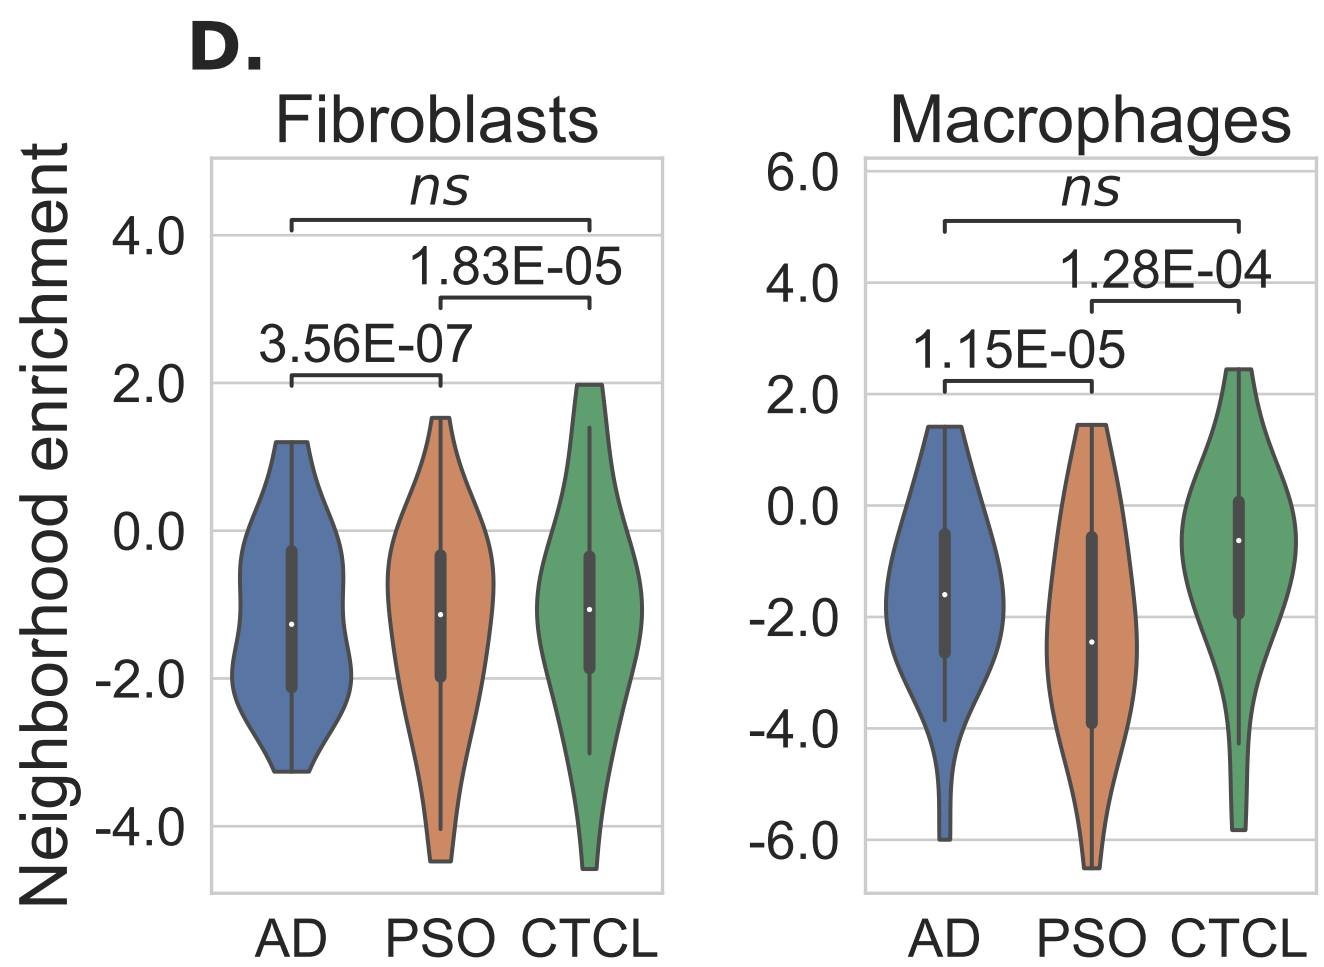 D.
Fibroblasts
Macrophages
Neighborhood enrichment
ns
1.83E-05
3.56E-07
4.0
2.0
0.0
-2.0
-4.0
AD PSO CTCL
ns
1.28E-04
1.15E-05
6.0
4.0
2.0
0.0
-2.0
-4.0
-6.0
AD PSO CTCL